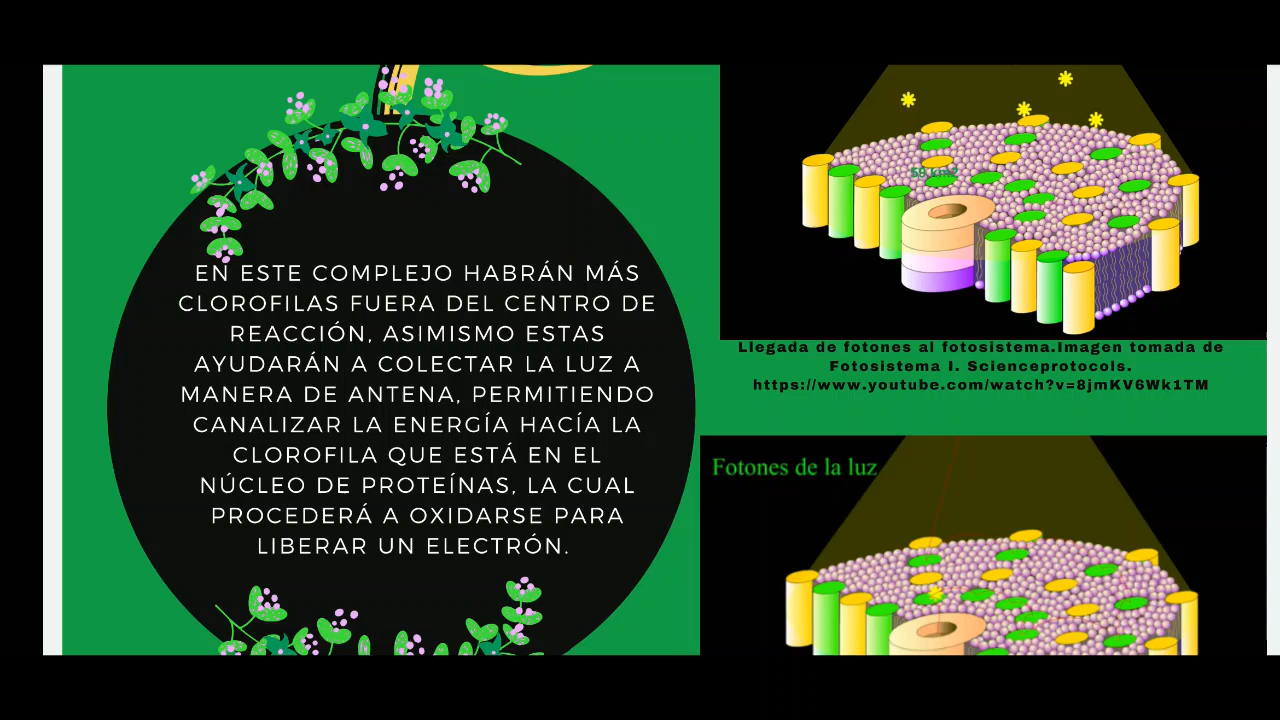 EN ESTE COMPLEJO HABRÁN MÁS
CLOROFILAS FUERA DEL CENTRO DE
REACCIÓN, ASIMISMO ESTAS
AYUDARÁN A COLECTAR LA LUZ A
MANERA DE ANTENA, PERMITIENDO
CANALIZAR LA ENERGÍA HACÍA LA
CLOROFILA QUE ESTÁ EN EL
NÚCLEO DE PROTEÍNAS, LA CUAL
PROCEDERÁ A OXIDARSE PARA
LIBERAR UN ELECTRÓN.
Llegada de fotones al fotosistema.Imagen tomada de
Fotosistema I. Scienceprotocols.
https://www.youtube.com/watch?v=8jmKV6Wk1TM
Fotones de la luz